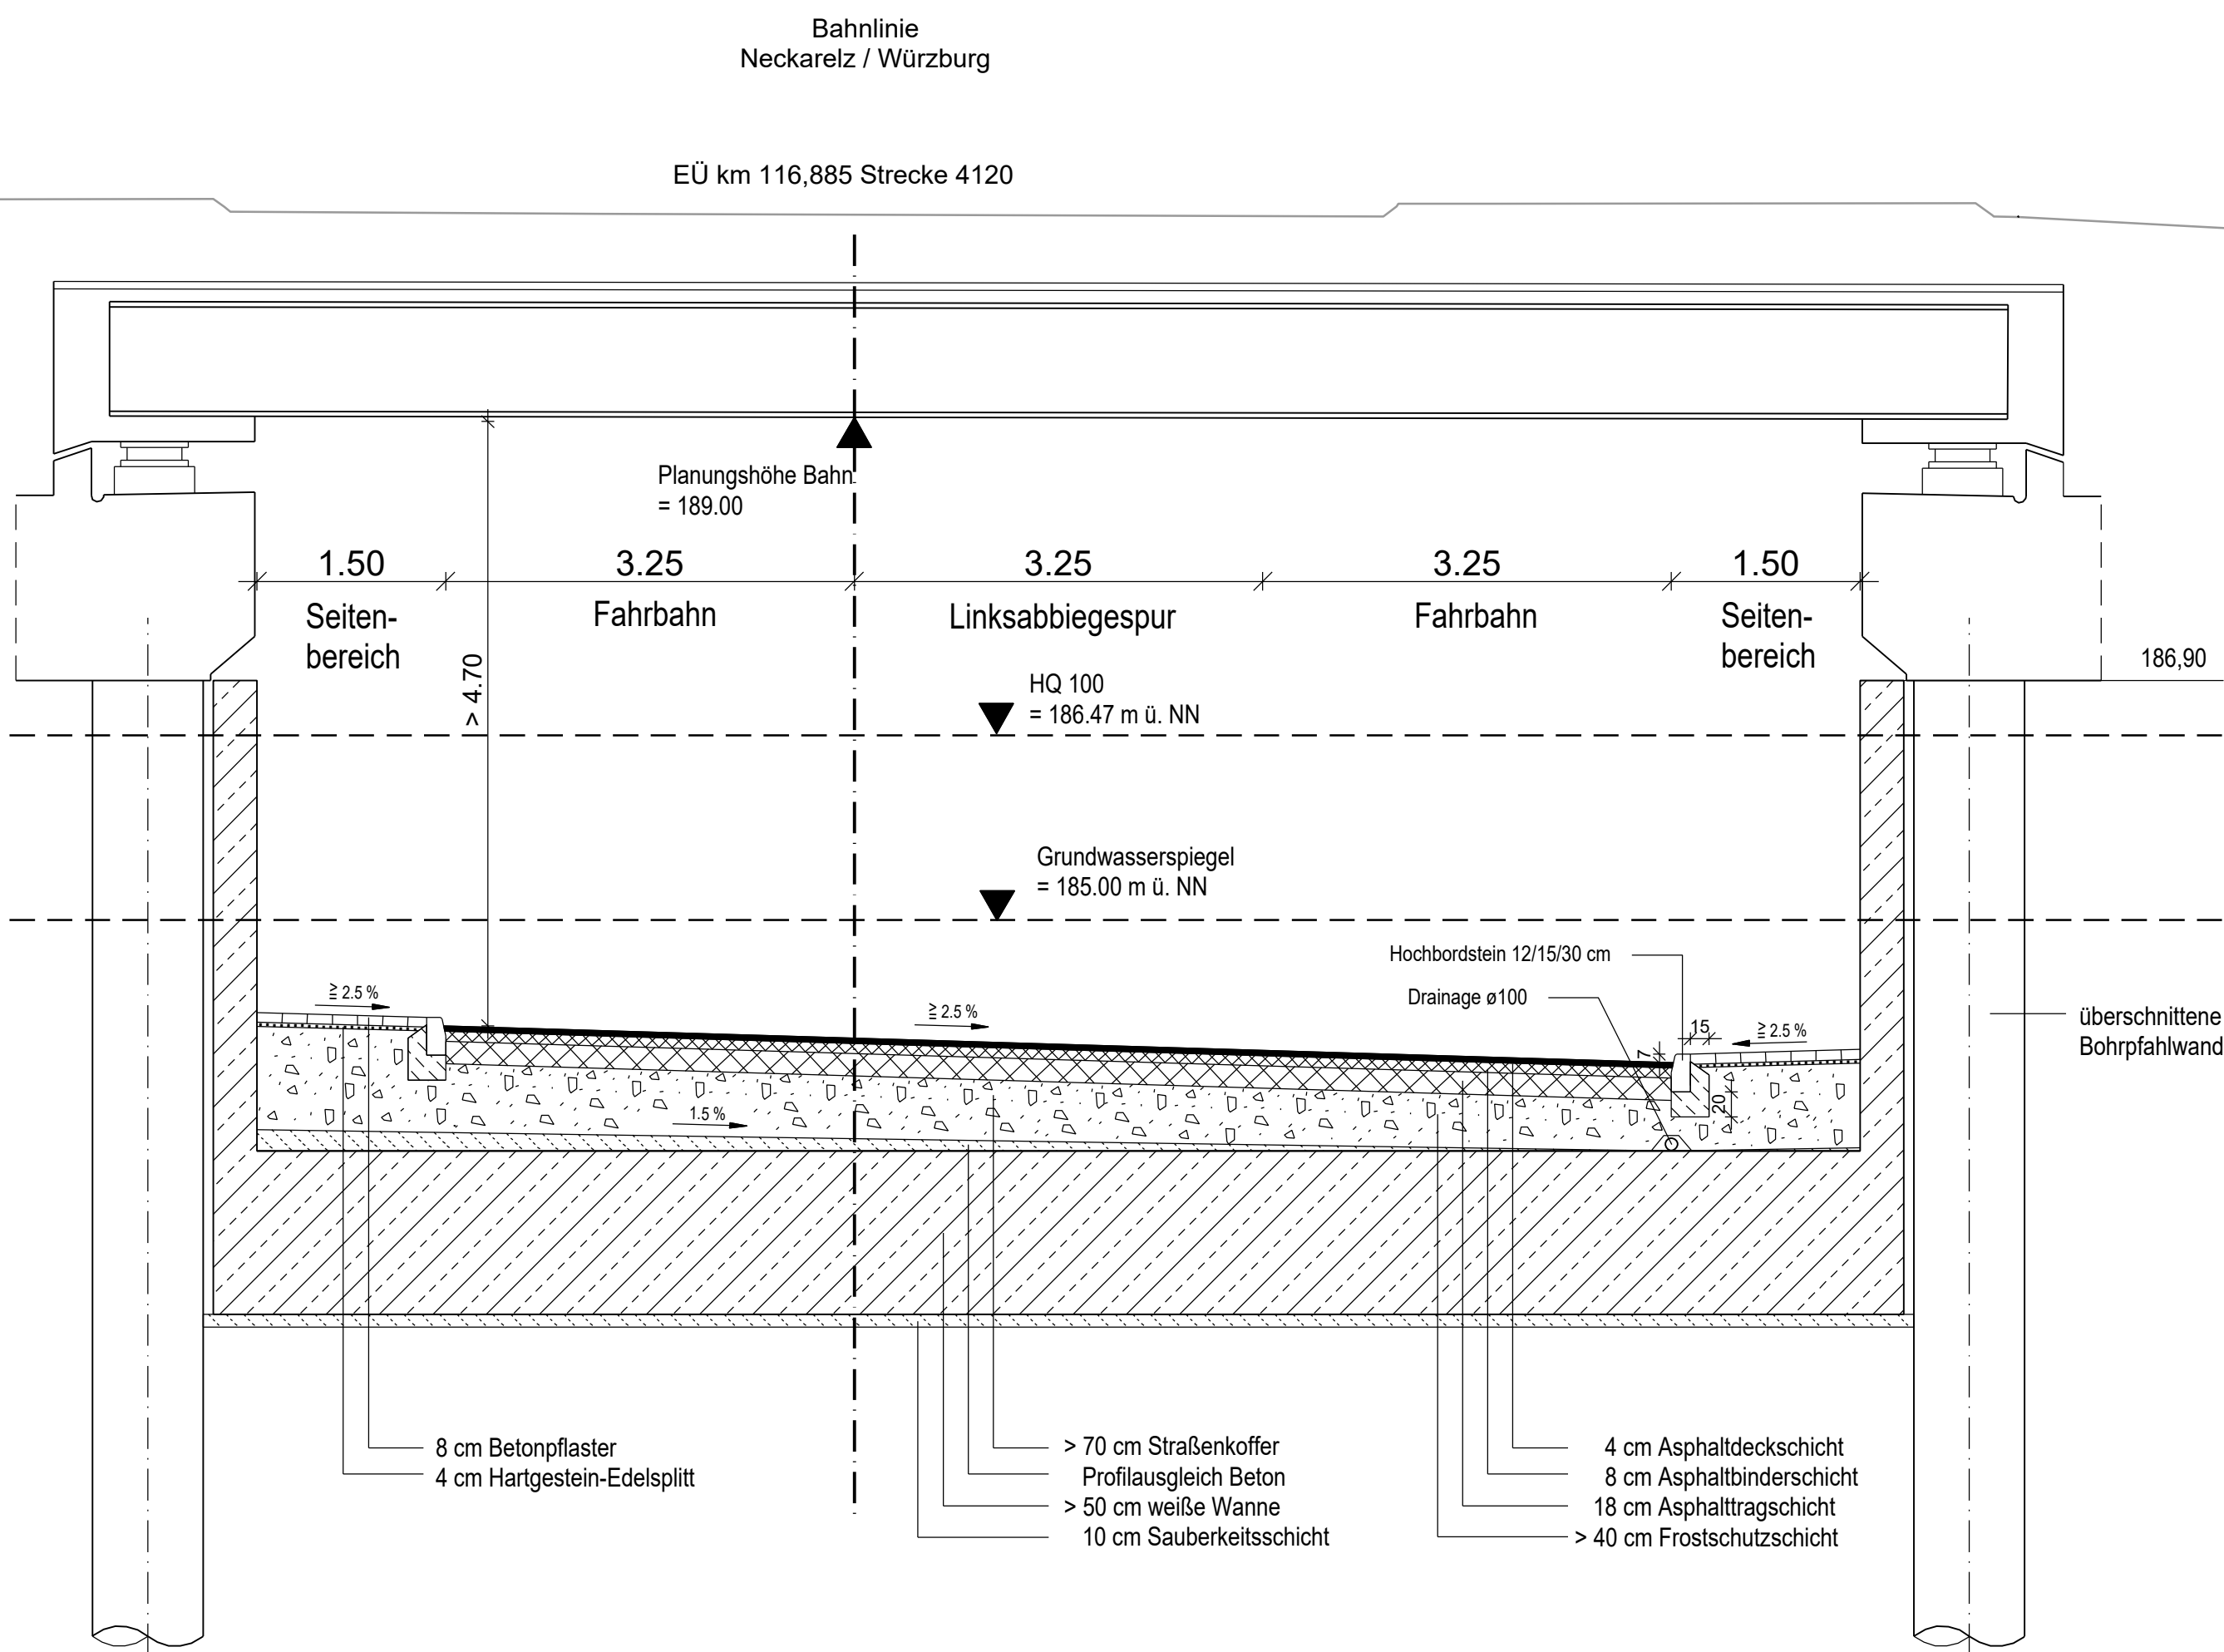 Bahnlinie
Neckarelz / Würzburg
EÜ km 116,885 Strecke 4120
Planungshöhe Bahn
= 189.00
1.50
3.25
3.25
3.25
1.50
Seiten-
bereich
Fahrbahn
Linksabbiegespur
Fahrbahn
Seiten-
bereich
> 4.70
186,90
HQ 100
= 186.47 m ü. NN
Grundwasserspiegel
= 185.00 m ü. NN
Hochbordstein 12/15/30 cm
Drainage ø100
≧ 2.5 %
≧ 2.5 %
≧ 2.5 %
15
7
20
1.5 %
überschnittene
Bohrpfahlwand
8 cm Betonpflaster
4 cm Hartgestein-Edelsplitt
> 70 cm Straßenkoffer
Profilausgleich Beton
> 50 cm weiße Wanne
10 cm Sauberkeitsschicht
4 cm Asphaltdeckschicht
8 cm Asphaltbinderschicht
18 cm Asphalttragschicht
> 40 cm Frostschutzschicht